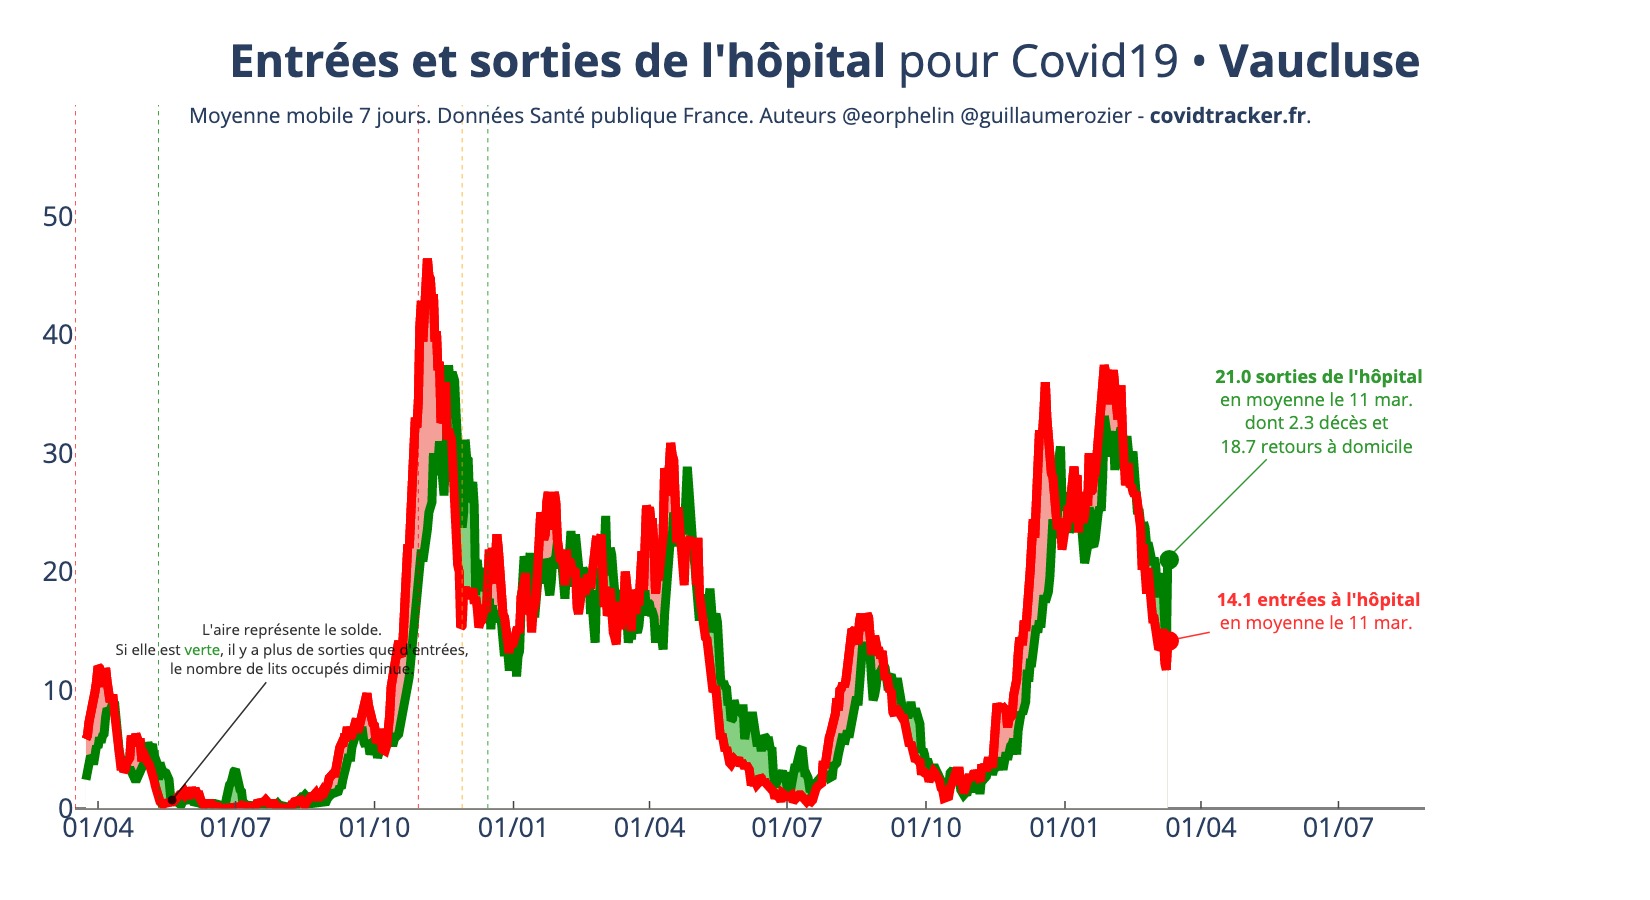 Entrées et sorties de l'hôpital pour Covid19 • Vaucluse
Moyenne mobile 7 jours. Données Santé publique France. Auteurs @eorphelin @guillaumerozier - covidtracker.fr.
50
40
30
20
10
0
21.0 sorties de l'hôpital
en moyenne le 11 mar.
dont 2.3 décès et
18.7 retours à domicile
14.1 entrées à l'hôpital
en moyenne le 11 mar.
L'aire représente le solde.
Si elle est verte, il y a plus de sorties que d'entrées,
le nombre de lits occupés diminue.
01/04 01/07 01/10 01/01 01/04 01/07 01/10 01/01 01/04 01/07